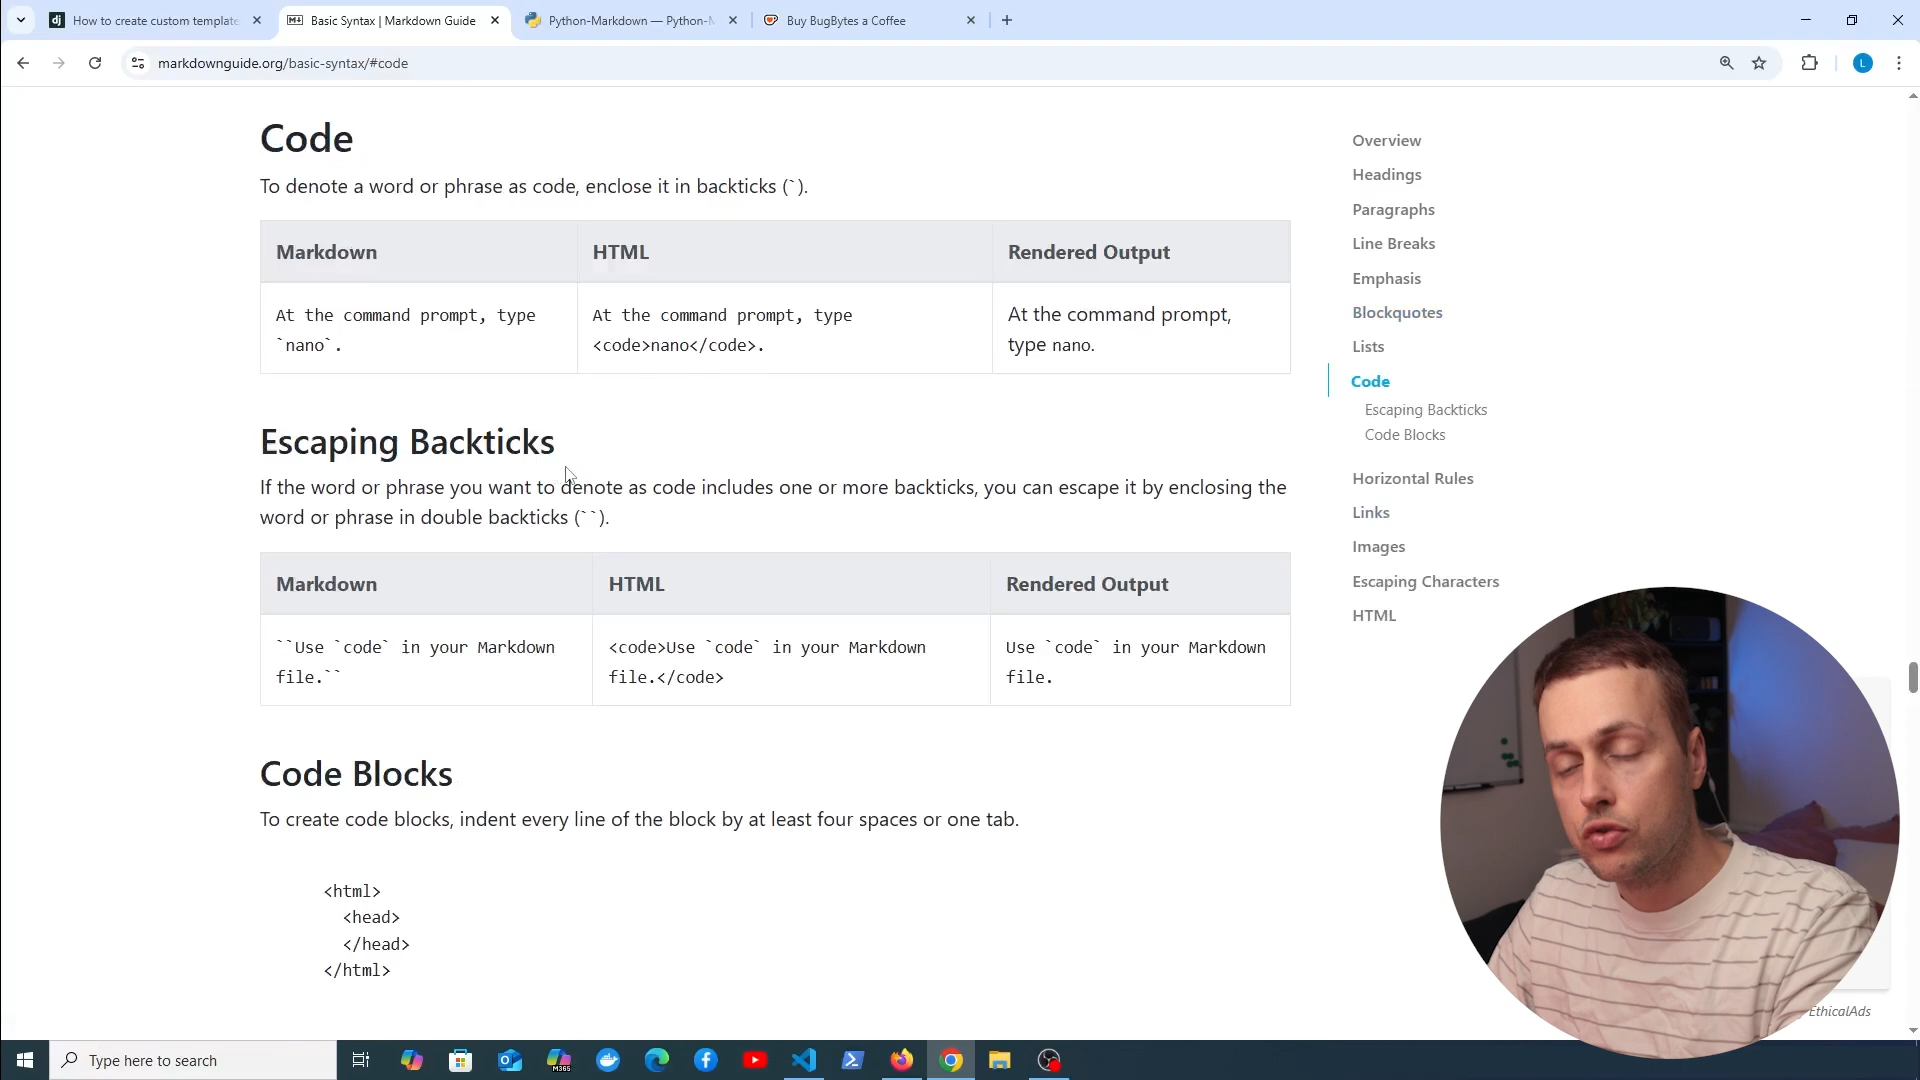 How to create custom template
Basic Syntax | Markdown Guide
Python-Markdown — Python-M
Buy BugBytes a Coffee
markdownguide.org/basic-syntax/#code
L
Code
To denote a word or phrase as code, enclose it in backticks (`).
Markdown
HTML
Rendered Output
At the command prompt, type
`nano`.
At the command prompt, type
<code>nano</code>.
At the command prompt,
type nano.
Escaping Backticks
If the word or phrase you want to denote as code includes one or more backticks, you can escape it by enclosing the
word or phrase in double backticks (``).
Markdown
HTML
Rendered Output
``Use `code` in your Markdown
file.``
<code>Use `code` in your Markdown
file.</code>
Use `code` in your Markdown
file.
Code Blocks
To create code blocks, indent every line of the block by at least four spaces or one tab.
<html>
<head>
</head>
</html>
Overview
Headings
Paragraphs
Line Breaks
Emphasis
Blockquotes
Lists
Code
Escaping Backticks
Code Blocks
Horizontal Rules
Links
Images
Escaping Characters
HTML
EthicalAds
Type here to search
M365